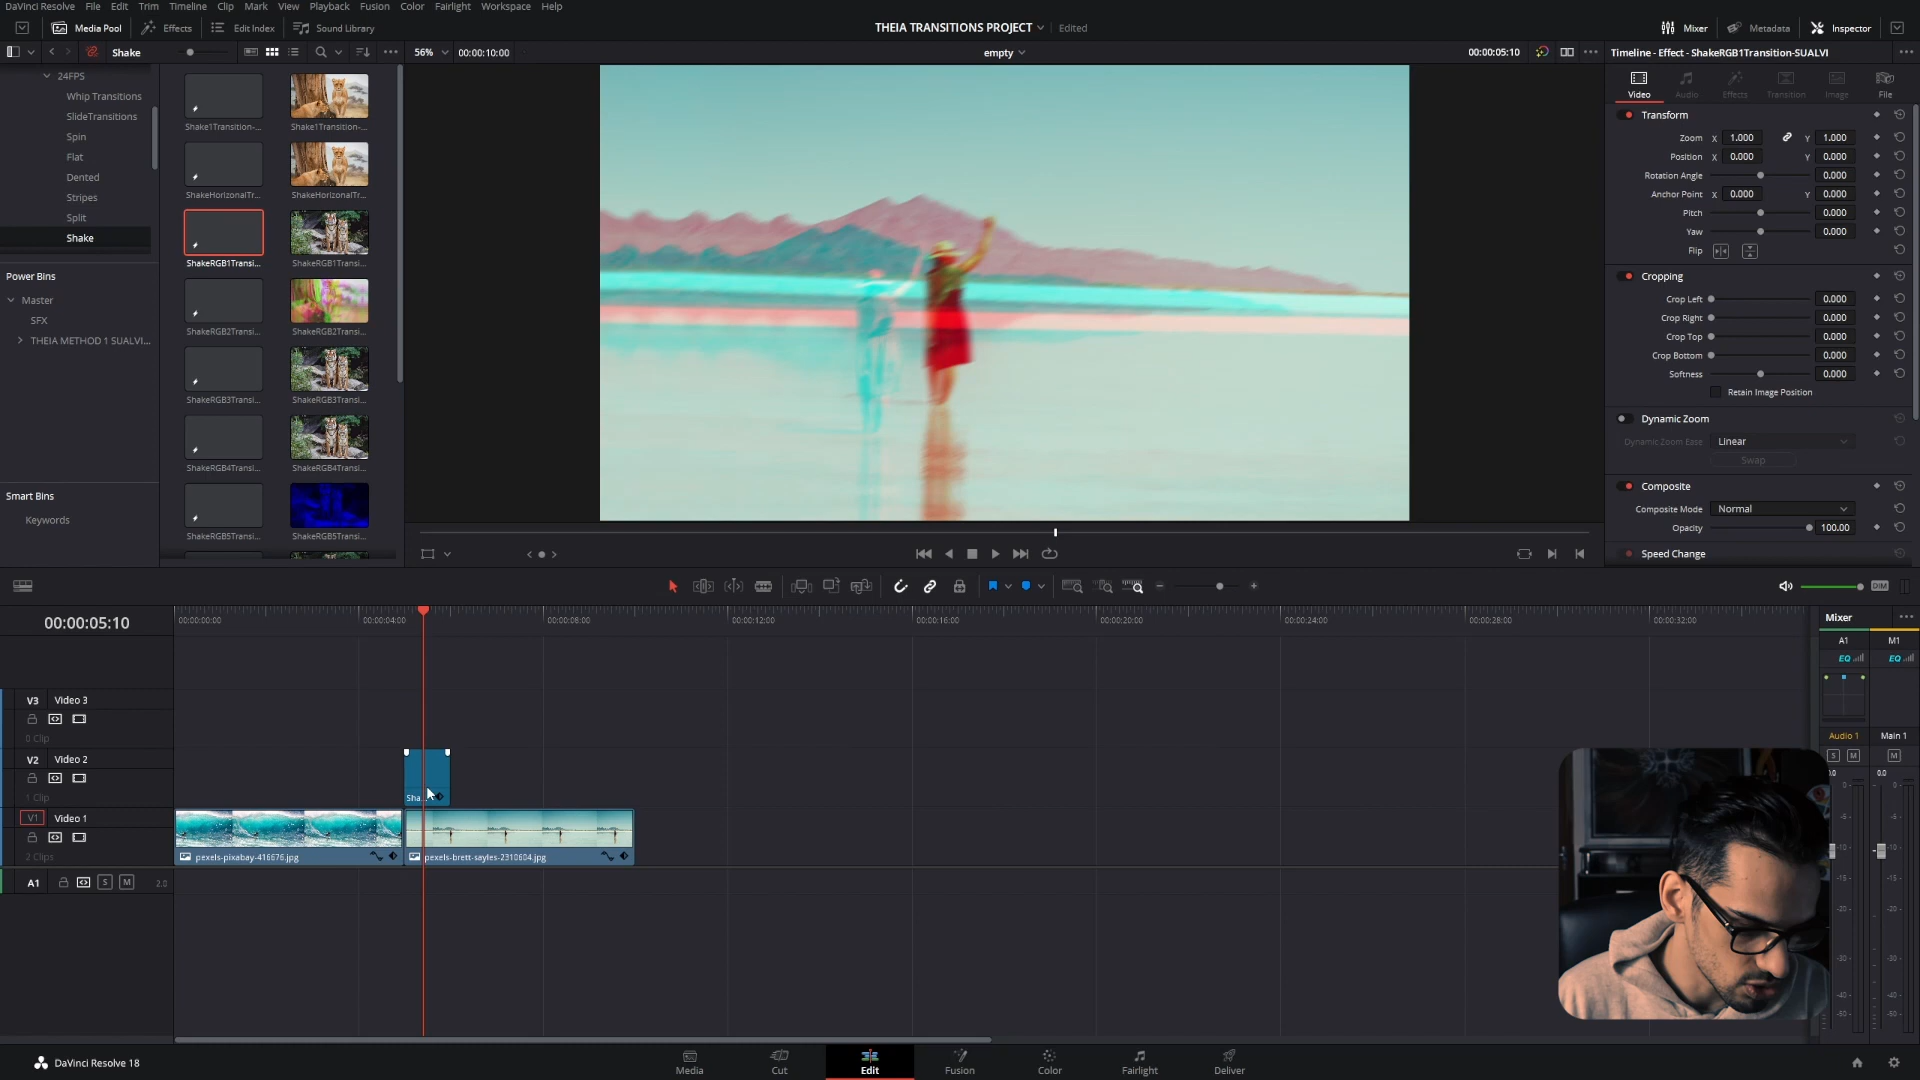 DaVinci Resolve File Edit Trim Timeline Clip Mark View Playback Fusion Color Fairlight Workspace Help
Media Pool Effects Edit Index Sound Library
THEIA TRANSITIONS PROJECT Edited
Mixer Metadata Inspector
Shake
56% 00:00:10:00
empty
00:00:05:10
Timeline - Effect - ShakeRGB1Transition-SUALVI
24FPS
Whip Transitions
SlideTransitions
Spin
Flat
Dented
Stripes
Split
Shake
Power Bins
Master
SFX
THEIA METHOD 1 SUALVI...
Smart Bins
Keywords
Shake1Transition-... Shake1Transition-...
ShakeHorizonalTr... ShakeHorizonalTr...
ShakeRGB1Transi... ShakeRGB1Transi...
ShakeRGB2Transi... ShakeRGB2Transi...
ShakeRGB3Transi... ShakeRGB3Transi...
ShakeRGB4Transi... ShakeRGB4Transi...
ShakeRGB5Transi... ShakeRGB5Transi...
Video Audio Effects Transition Image File
Transform
Zoom X 1.000 Y 1.000
Position X 0.000 Y 0.000
Rotation Angle 0.000
Anchor Point X 0.000 Y 0.000
Pitch 0.000
Yaw 0.000
Flip
Cropping
Crop Left 0.000
Crop Right 0.000
Crop Top 0.000
Crop Bottom 0.000
Softness 0.000
Retain Image Position
Dynamic Zoom
Dynamic Zoom Ease Linear
Swap
Composite
Composite Mode Normal
Opacity 100.00
Speed Change
DIM
00:00:05:10
00:00:00:00 00:00:04:00 00:00:08:00 00:00:12:00 00:00:16:00 00:00:20:00 00:00:24:00 00:00:28:00 00:00:32:00
V3 Video 3
0 Clip
V2 Video 2
1 Clip
Sha...
V1 Video 1
2 Clips
pexels-pixabay-416676.jpg pexels-brett-sayles-2310604.jpg
A1 S M 2.0
Mixer
A1 M1
EQ EQ
Audio 1 Main 1
S M M
0.0 0.0
DaVinci Resolve 18
Media Cut Edit Fusion Color Fairlight Deliver